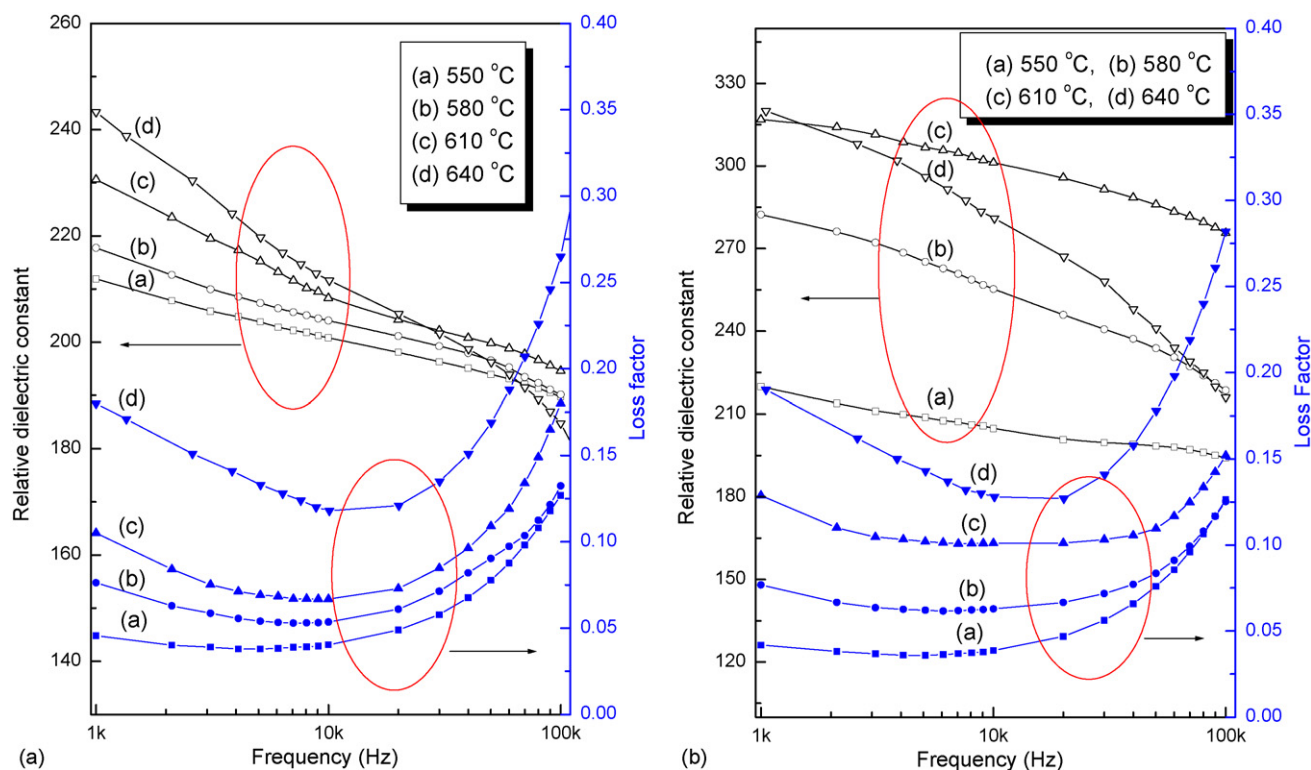 260
240
220
200
180
160
140
Relative dielectric constant
(a) 550 °C
(b) 580 °C
(c) 610 °C
(d) 640 °C
(d)
(c)
(b)
(a)
(d)
(c)
(b)
(a)
0.40
0.35
0.30
0.25
0.20
0.15
0.10
0.05
0.00
Loss factor
1k
10k
100k
Frequency (Hz)
(a)
330
300
270
240
210
180
150
120
Relative dielectric constant
(a) 550 °C, (b) 580 °C
(c) 610 °C, (d) 640 °C
(c)
(d)
(b)
(a)
(d)
(c)
(b)
(a)
0.40
0.35
0.30
0.25
0.20
0.15
0.10
0.05
0.00
Loss Factor
1k
10k
100k
Frequency (Hz)
(b)